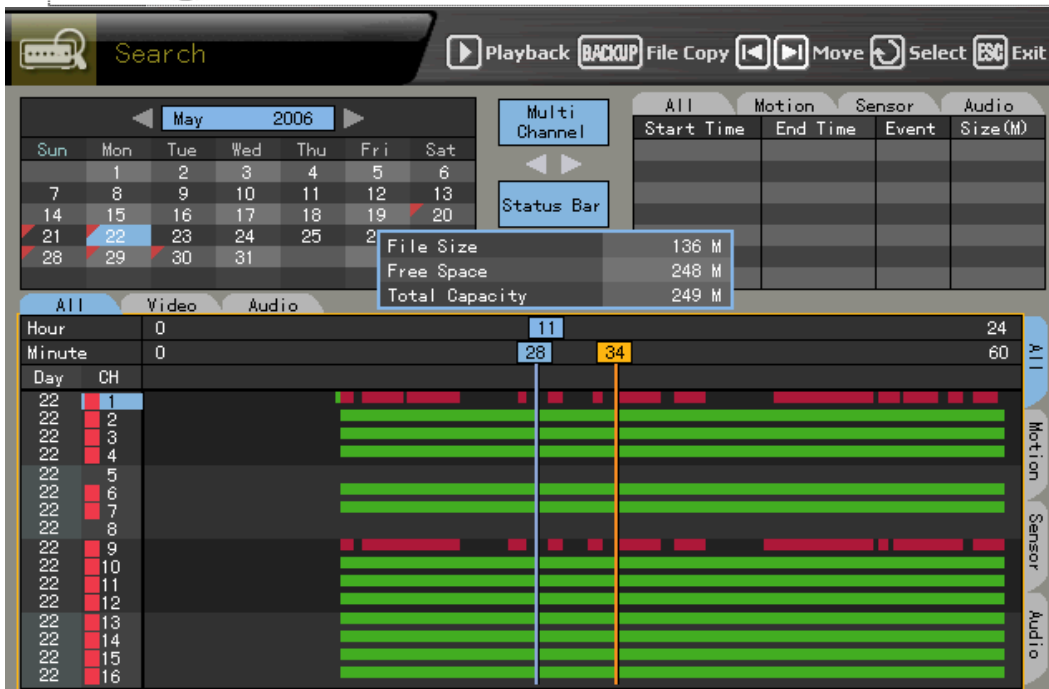 Search
Playback BACKUP File Copy Move Select ESC Exit
May 2006
Sun Mon Tue Wed Thu Fri Sat
1 2 3 4 5 6
7 8 9 10 11 12 13
14 15 16 17 18 19 20
21 22 23 24 25 2
28 29 30 31
Multi Channel
Status Bar
All Motion Sensor Audio
Start Time End Time Event Size(M)
File Size 136 M
Free Space 248 M
Total Capacity 249 M
All Video Audio
Hour 0 11 24
Minute 0 28 34 60
Day CH
22 1
22 2
22 3
22 4
22 5
22 6
22 7
22 8
22 9
22 10
22 11
22 12
22 13
22 14
22 15
22 16
All
Motion
Sensor
Audio